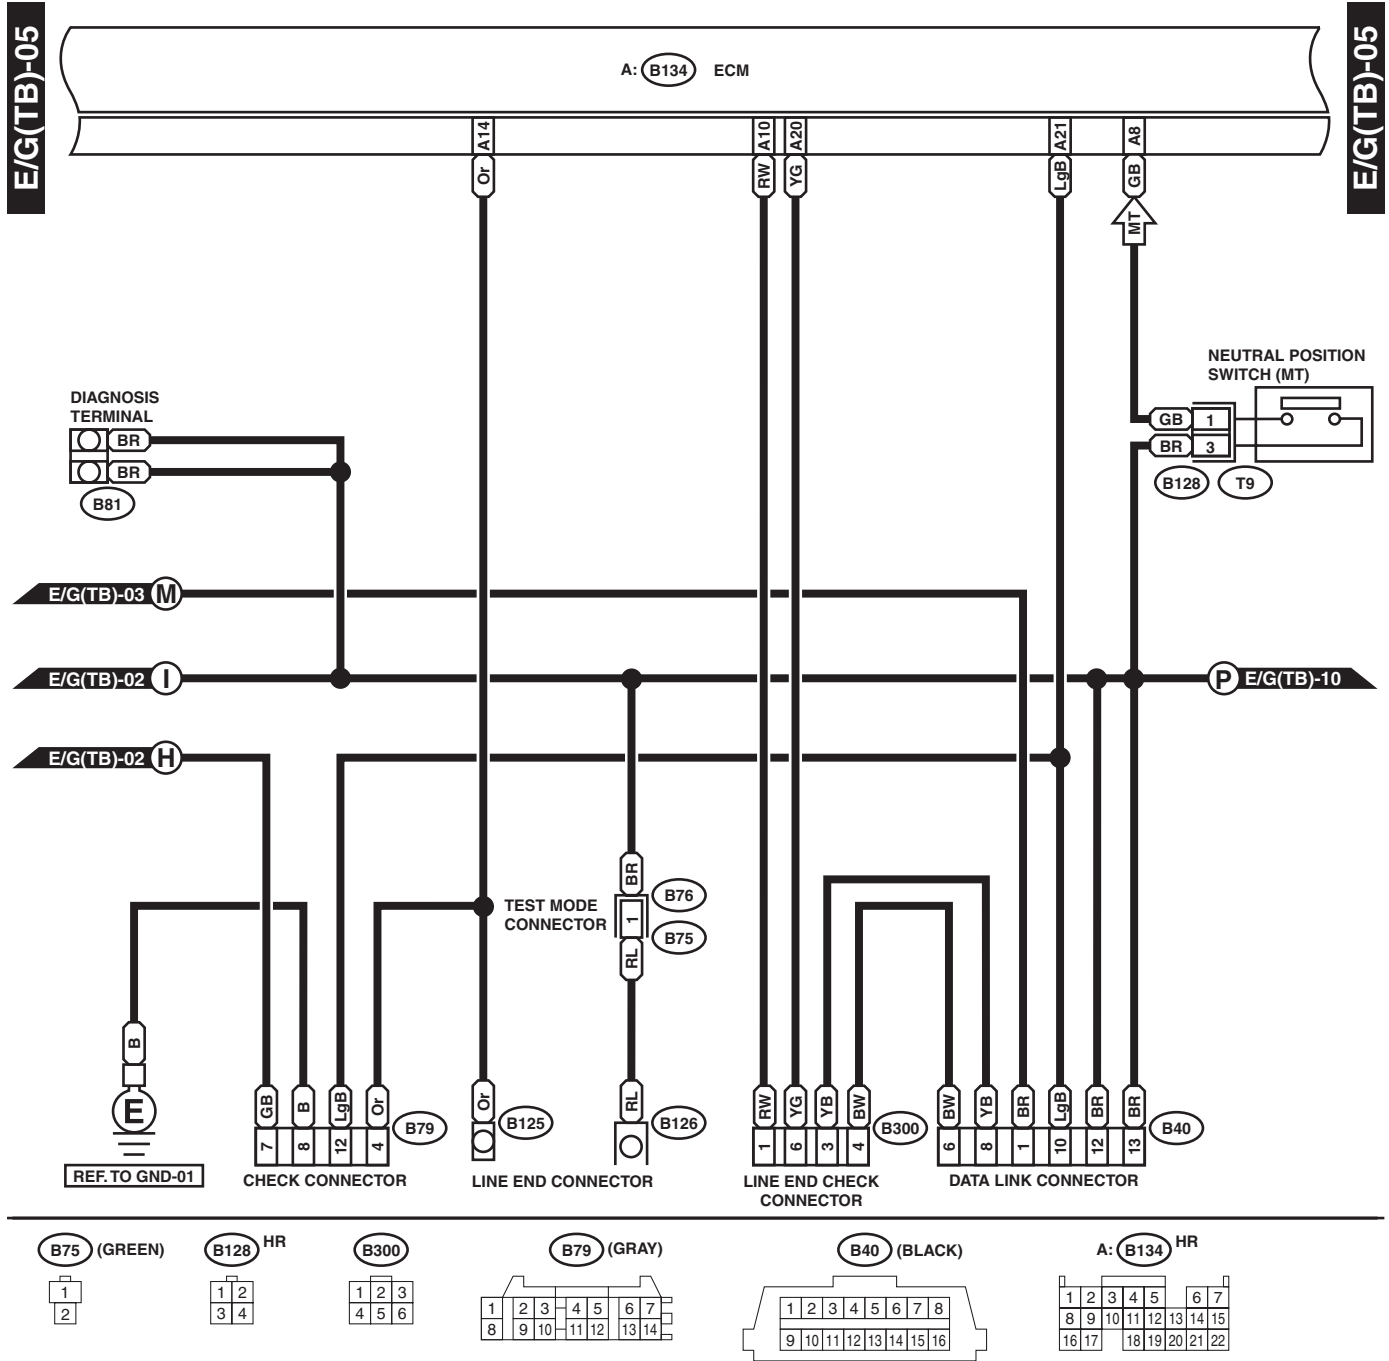 E/G(TB)-05
E/G(TB)-05
A: B134 ECM
A14
A10
A20
A21
A8
Or
RW
YG
LgB
GB
MT
NEUTRAL POSITION
SWITCH (MT)
DIAGNOSIS
TERMINAL
BR
BR
B81
GB 1
BR 3
B128 T9
E/G(TB)-03 M
E/G(TB)-02 I
P E/G(TB)-10
E/G(TB)-02 H
BR
B76
TEST MODE
CONNECTOR
1
B75
RL
B
E
REF. TO GND-01
GB B LgB Or
7 8 12 4
B79
CHECK CONNECTOR
Or
B125
RL
B126
LINE END CONNECTOR
RW YG YB BW
1 6 3 4
B300
LINE END CHECK
CONNECTOR
BW YB BR LgB BR BR
6 8 1 10 12 13
B40
DATA LINK CONNECTOR
B75 (GREEN)
1
2
B128 HR
1 2
3 4
B300
1 2 3
4 5 6
B79 (GRAY)
1 2 3 4 5 6 7
8 9 10 11 12 13 14
B40 (BLACK)
1 2 3 4 5 6 7 8
9 10 11 12 13 14 15 16
A: B134 HR
1 2 3 4 5 6 7
8 9 10 11 12 13 14 15
16 17 18 19 20 21 22